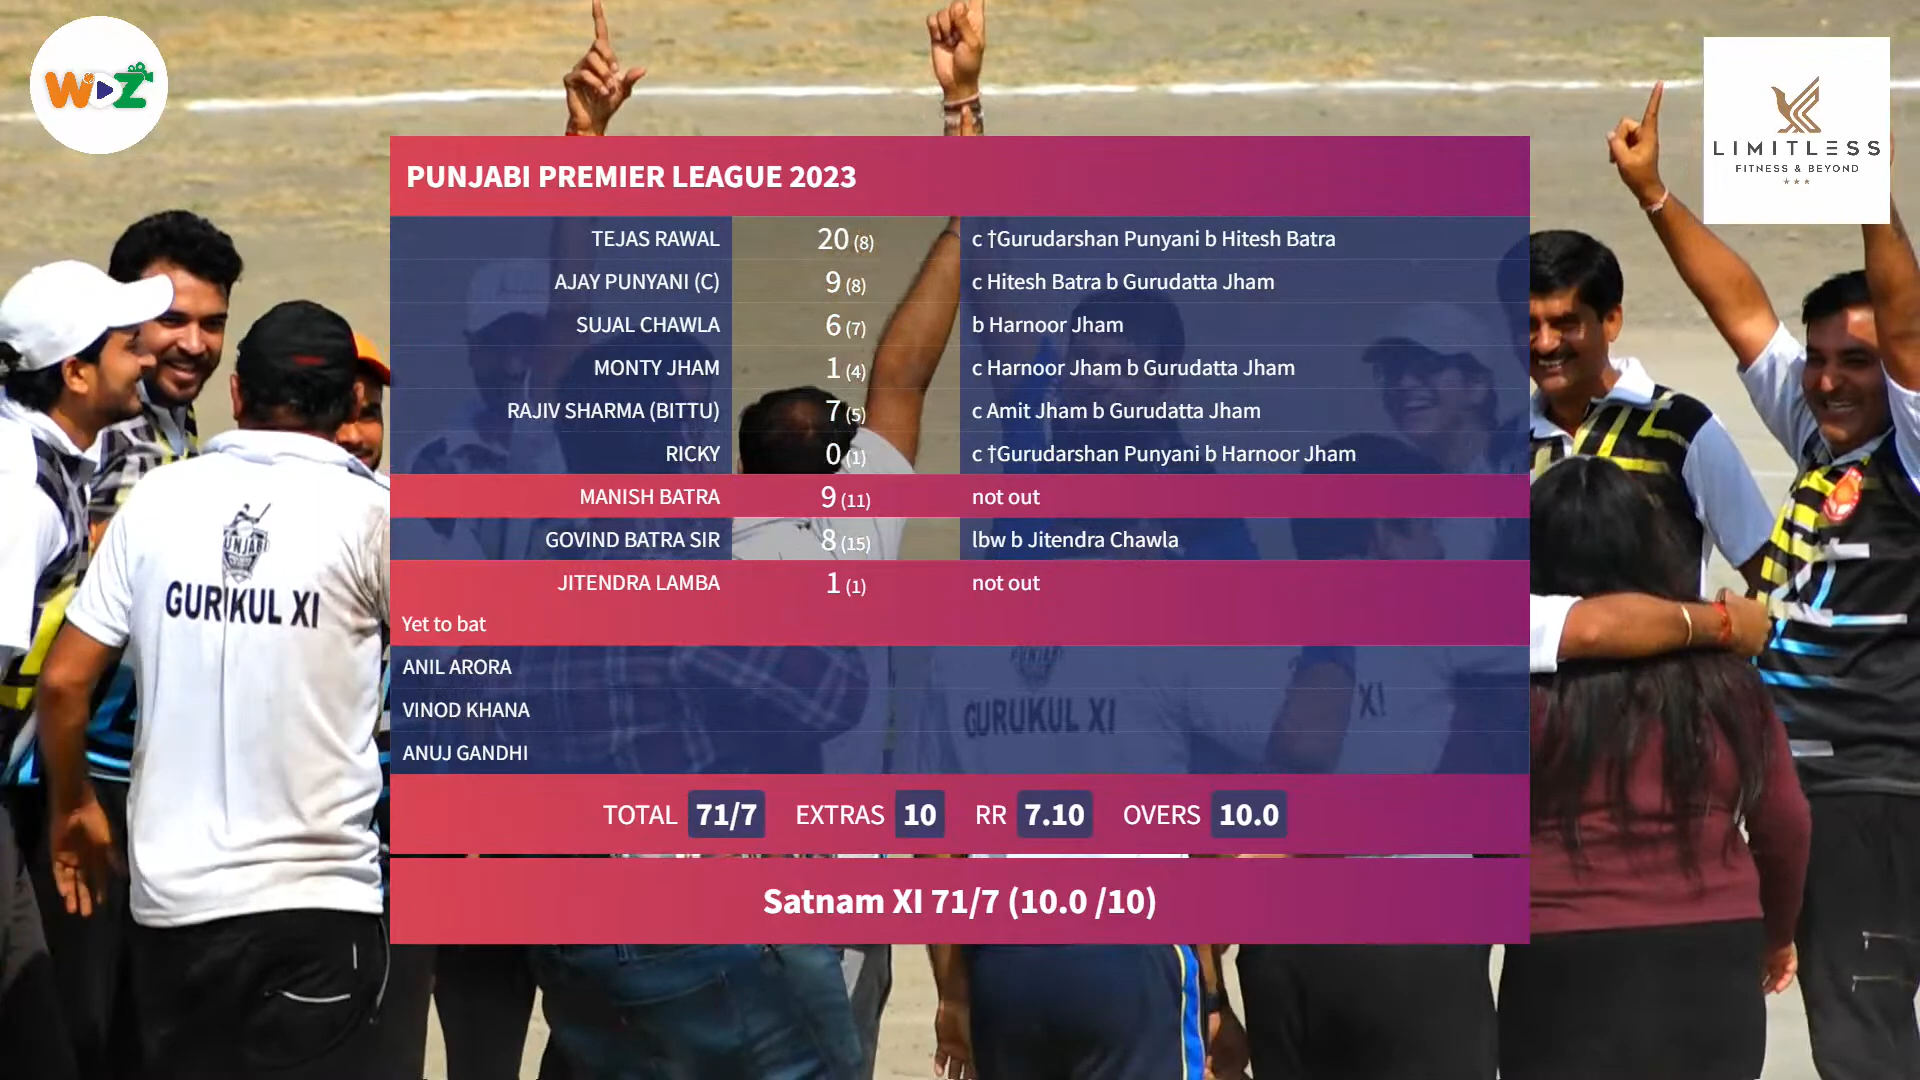 WDZ
LIMITLESS
FITNESS & BEYOND
PUNJABI PREMIER LEAGUE 2023
TEJAS RAWAL 20 (8) c †Gurudarshan Punyani b Hitesh Batra
AJAY PUNYANI (C) 9 (8) c Hitesh Batra b Gurudatta Jham
SUJAL CHAWLA 6 (7) b Harnoor Jham
MONTY JHAM 1 (4) c Harnoor Jham b Gurudatta Jham
RAJIV SHARMA (BITTU) 7 (5) c Amit Jham b Gurudatta Jham
RICKY 0 (1) c †Gurudarshan Punyani b Harnoor Jham
MANISH BATRA 9 (11) not out
GOVIND BATRA SIR 8 (15) lbw b Jitendra Chawla
JITENDRA LAMBA 1 (1) not out
Yet to bat
ANIL ARORA
VINOD KHANA
ANUJ GANDHI
TOTAL 71/7 EXTRAS 10 RR 7.10 OVERS 10.0
Satnam XI 71/7 (10.0 /10)
PUNJABI
GURUKUL XI
PUNJABI
GURUKUL XI
XI